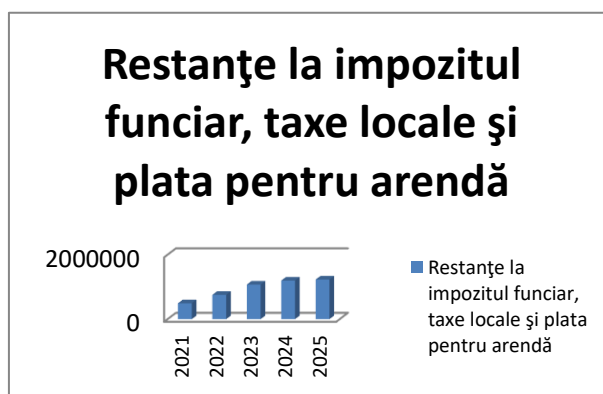 Restanţe la impozitul
funciar, taxe locale şi
plata pentru arendă
2000000
0
2021
2022
2023
2024
2025
Restanţe la
impozitul funciar,
taxe locale şi plata
pentru arendă